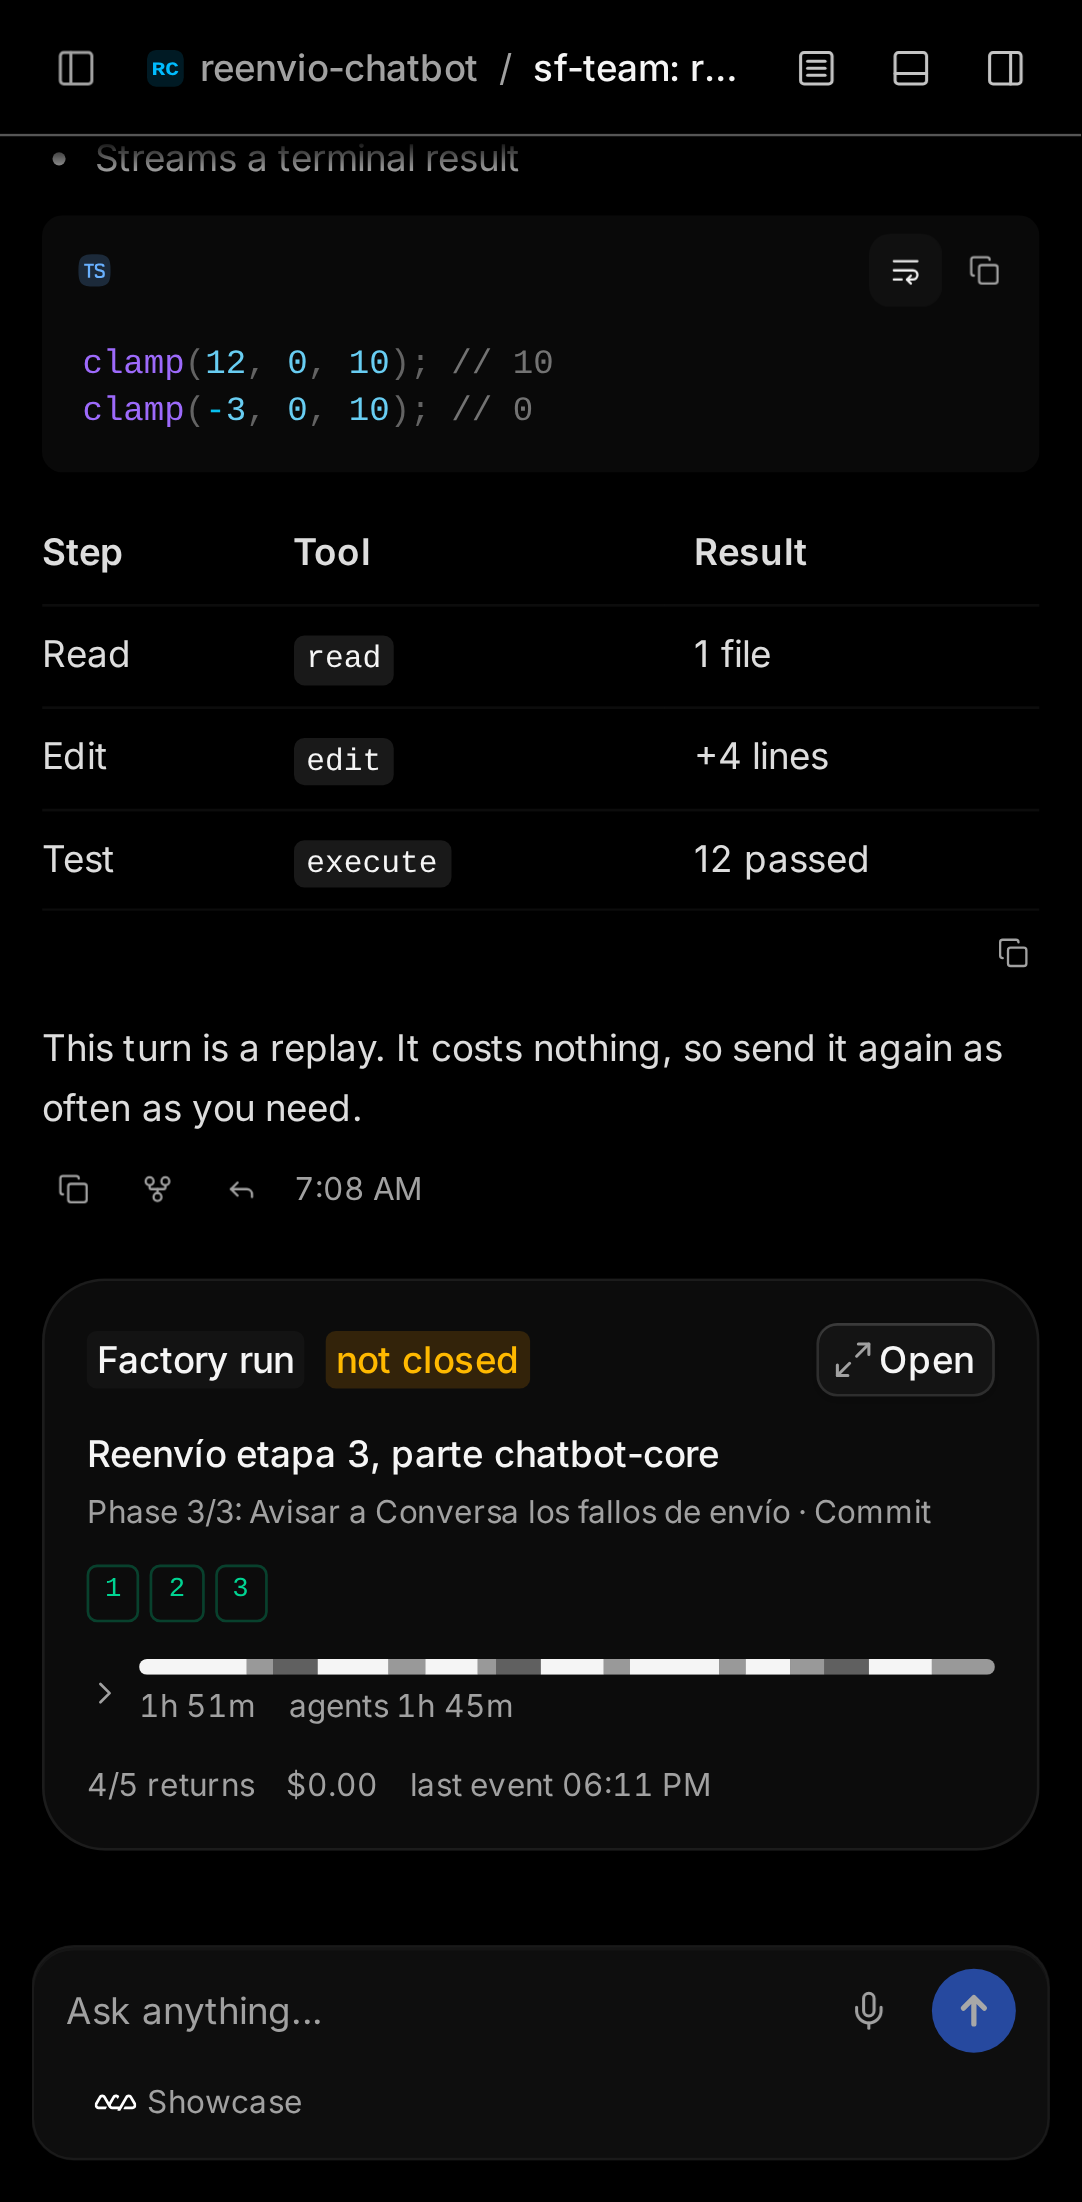 RC reenvio-chatbot / sf-team: r...
• Streams a terminal result
TS
clamp(12, 0, 10); // 10
clamp(-3, 0, 10); // 0
Step Tool Result
Read read 1 file
Edit edit +4 lines
Test execute 12 passed
This turn is a replay. It costs nothing, so send it again as
often as you need.
7:08 AM
Factory run not closed Open
Reenvío etapa 3, parte chatbot-core
Phase 3/3: Avisar a Conversa los fallos de envío · Commit
1 2 3
1h 51m agents 1h 45m
4/5 returns $0.00 last event 06:11 PM
Ask anything...
Showcase